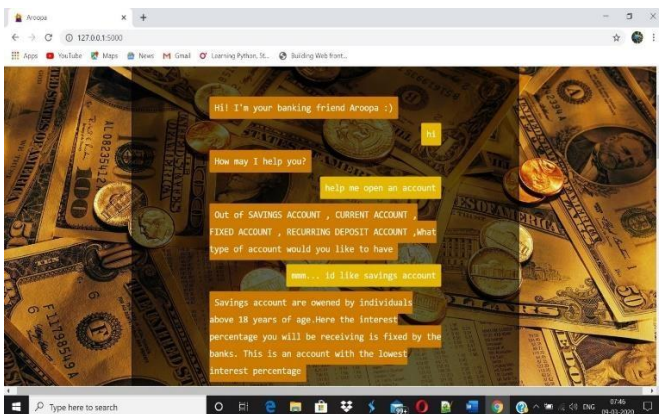 Aroopa
127.0.0.1:5000
Apps YouTube Maps News Gmail Learning Python, St... Building Web front...
Hi! I'm your banking friend Aroopa :)
hi
How may I help you?
help me open an account
Out of SAVINGS ACCOUNT , CURRENT ACCOUNT ,
FIXED ACCOUNT , RECURRING DEPOSIT ACCOUNT ,What
type of account would you like to have
mmm... id like savings account
Savings account are owned by individuals
above 18 years of age.Here the interest
percentage you will be receiving is fixed by the
banks. This is an account with the lowest
interest percentage
Type here to search
99+
ENG
07:46
09-03-2020